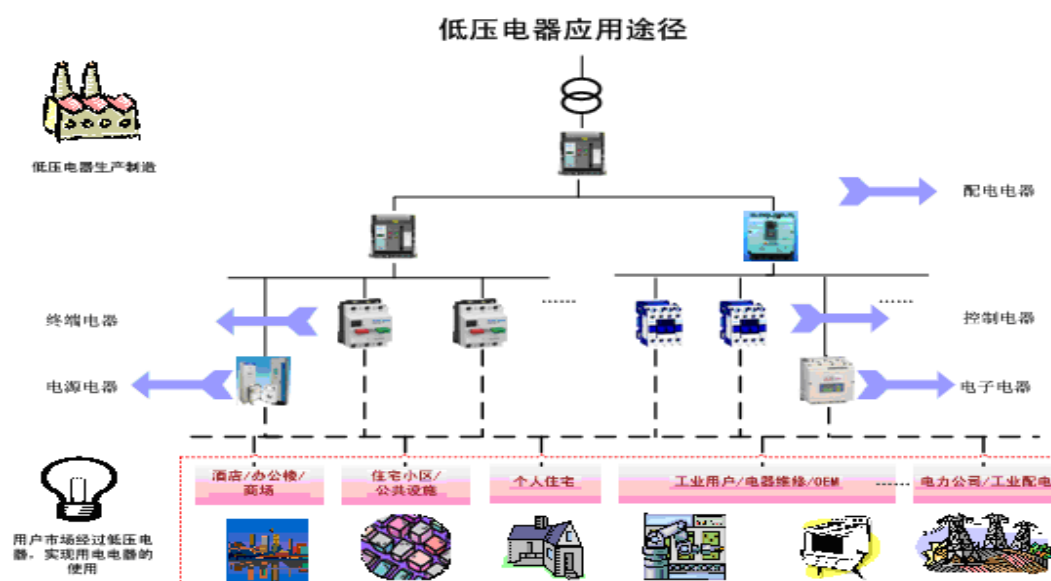 低压电器应用途径
低压电器生产制造
配电电器
终端电器
控制电器
电源电器
电子电器
酒店/办公楼/
商场
住宅小区/
公共设施
个人住宅
工业用户/电器维修/OEM
电力公司/工业配电
用户市场经过低压电
器，实现用电电器的
使用